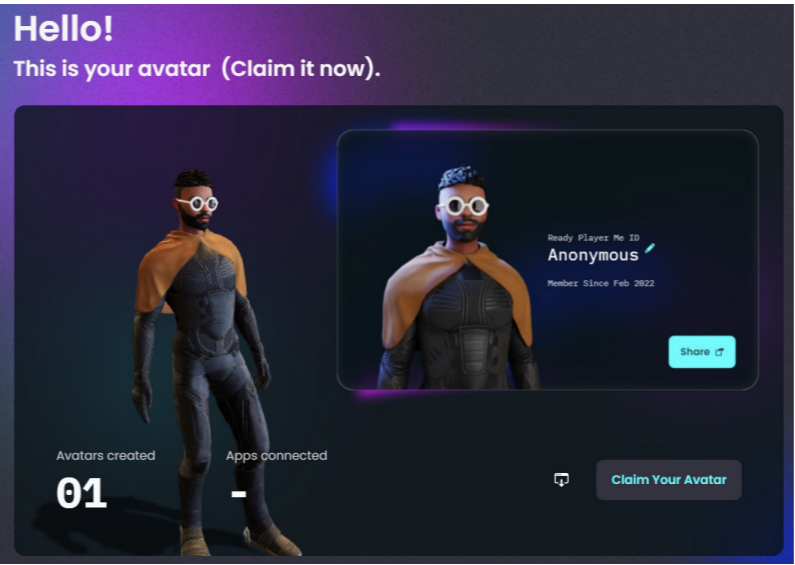 Hello!
This is your avatar (Claim it now).
Ready Player Me ID
Anonymous
Member Since Feb 2022
Share
Avatars created
01
Apps connected
-
Claim Your Avatar